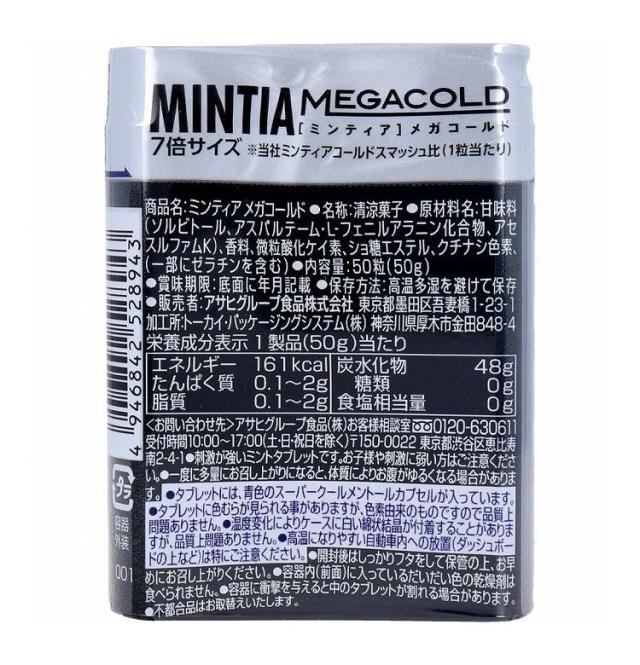 MINTIA MEGACOLD
[ミンティア]メガコールド
7倍サイズ ※当社ミンティアコールドスマッシュ比(1粒当たり)
商品名:ミンティア メガコールド●名称:清涼菓子●原材料名:甘味料
(ソルビトール、アスパルテーム・L-フェニルアラニン化合物、アセ
スルファムK)、香料、微粒酸化ケイ素、ショ糖エステル、クチナシ色素、
(一部にゼラチンを含む)●内容量:50粒(50g)
●賞味期限:底面に年月記載●保存方法:高温多湿を避けて保存
●販売者:アサヒグループ食品株式会社 東京都墨田区吾妻橋1-23-1
加工所:トーカイ・パッケージングシステム(株) 神奈川県厚木市金田848-4
栄養成分表示 1製品(50g)当たり
エネルギー 161kcal 炭水化物 48g
たんぱく質 0.1〜2g 糖類 0g
脂質 0.1〜2g 食塩相当量 0g
<お問い合わせ先>アサヒグループ食品(株)お客様相談室 0120-630611
受付時間10:00〜17:00(土・日・祝日を除く)〒150-0022 東京都渋谷区恵比寿
南2-4-1●刺激が強いミントタブレットです。お子様や刺激に弱い方はご注意くださ
い。●一度に多量にお召し上がりになると、体質によりお腹がゆるくなる場合がありま
す。●タブレットには、青色のスーパークールメントールカプセルが入っています。
●タブレットに色むらが見られる事がありますが、色素由来のものですので品質上
問題ありません。●温度変化によりケースに白い綿状結晶が付着することがありま
すが、品質上問題ありません。●高温になりやすい自動車内への放置(ダッシュボー
ドの上など)は特にご注意ください。●開封後はしっかりフタをして保管の上、お早
めにお召し上がりください。●容器内(前面)に入っているだいだい色の乾燥剤は
食べられません。●容器に衝撃を与えると中のタブレットが割れる場合があります。
●不都合品はお取替えいたします。
4 946842 528943
プラ
容器
外装
001